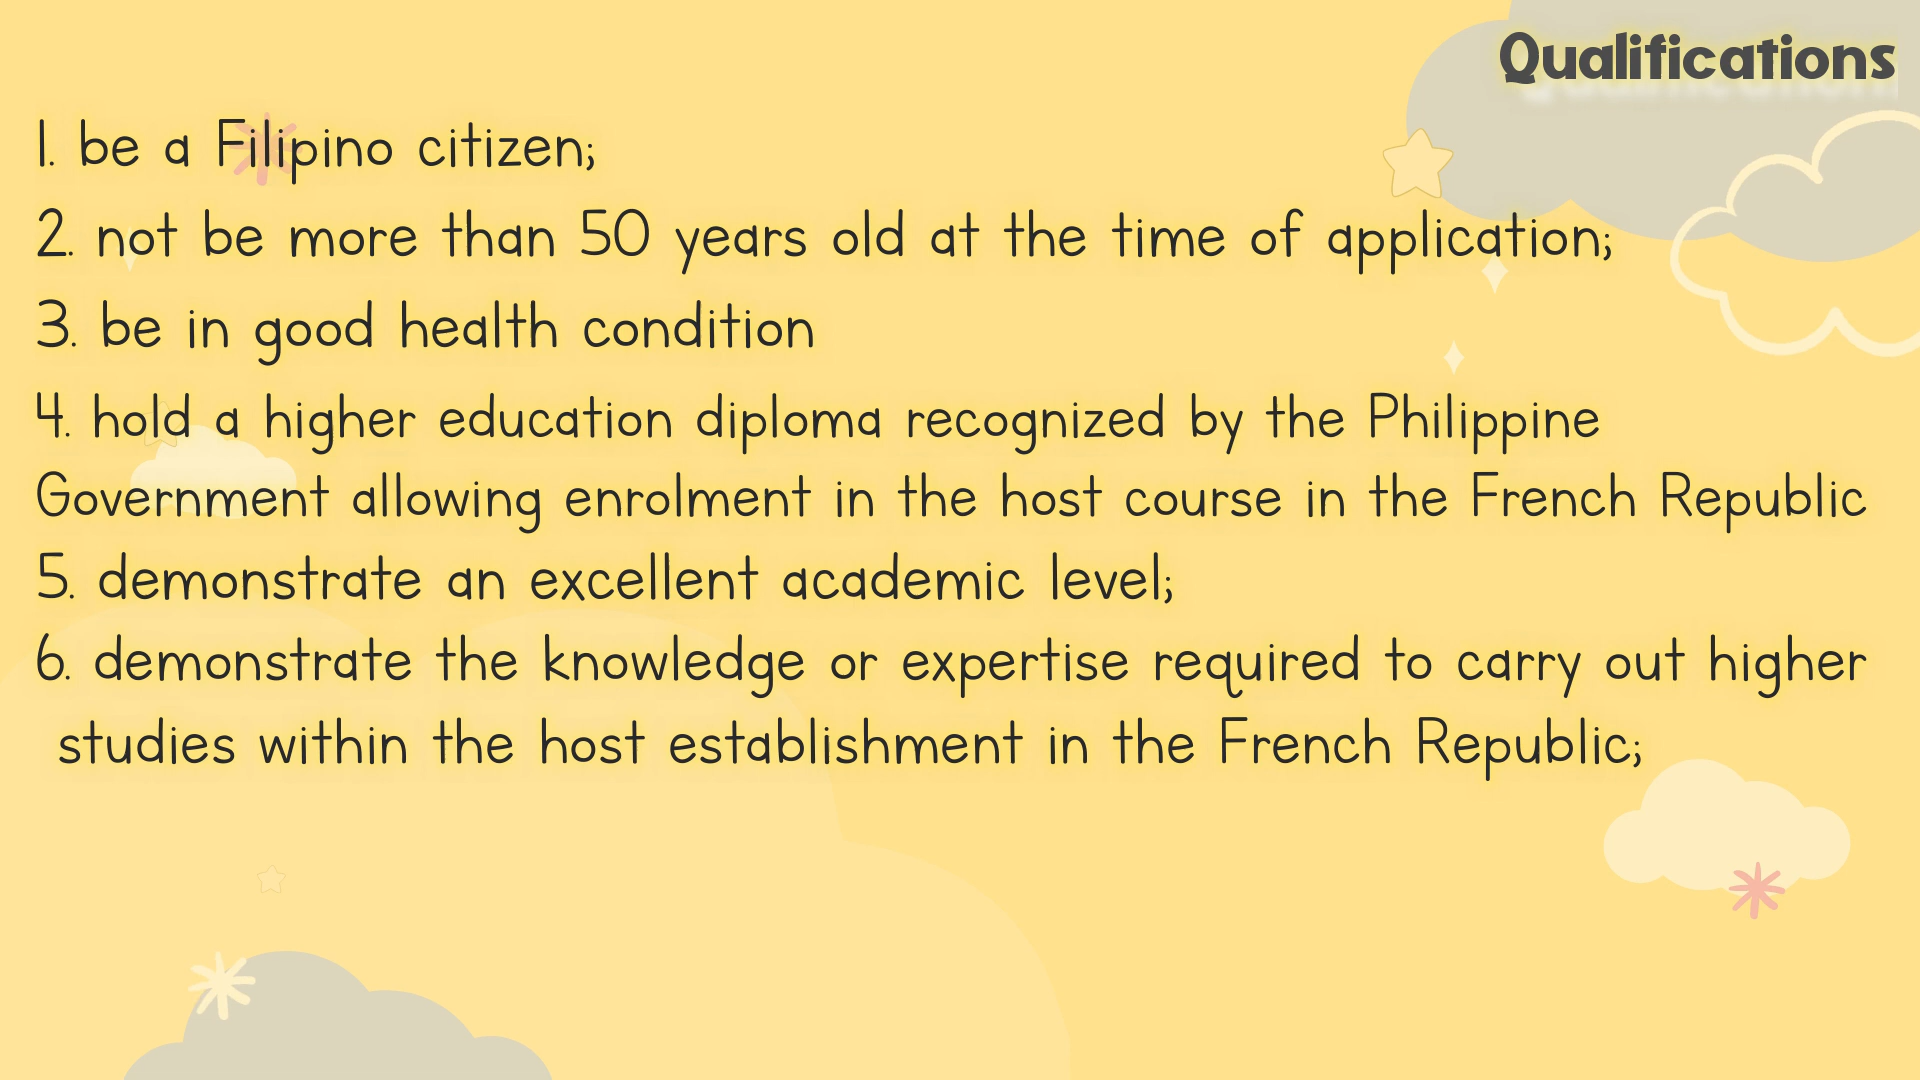 Qualifications
1. be a Filipino citizen;
2. not be more than 50 years old at the time of application;
3. be in good health condition
4. hold a higher education diploma recognized by the Philippine
Government allowing enrolment in the host course in the French Republic
5. demonstrate an excellent academic level;
6. demonstrate the knowledge or expertise required to carry out higher
studies within the host establishment in the French Republic;